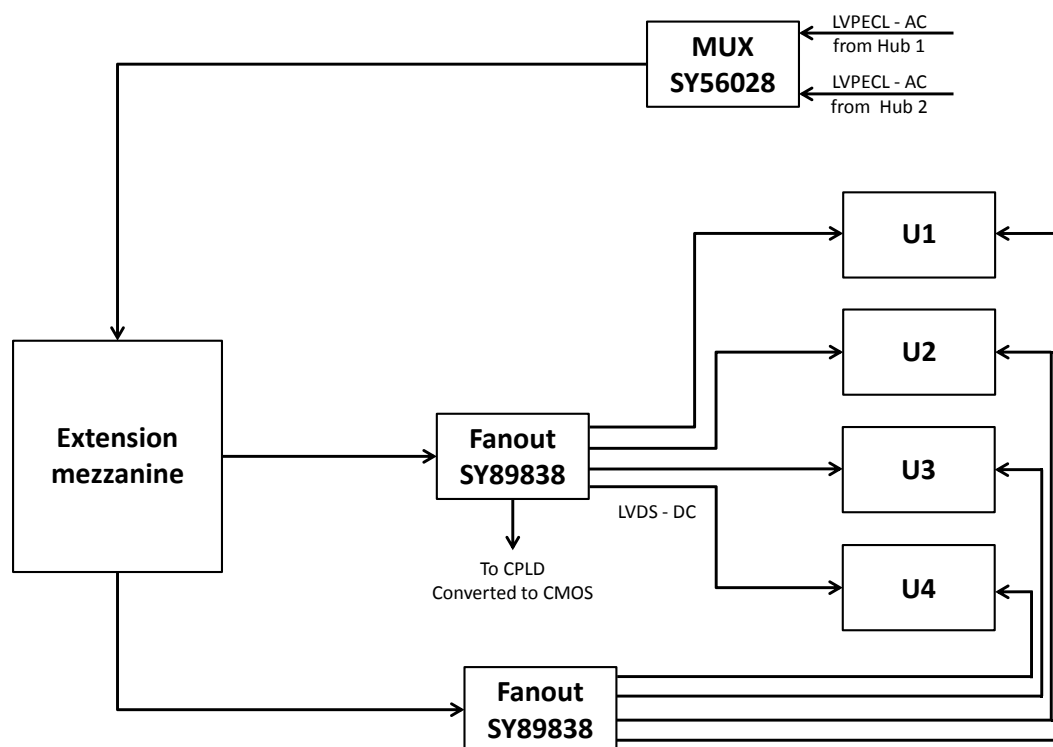 LVPECL - AC
from Hub 1
MUX
SY56028
LVPECL - AC
from Hub 2
U1
U2
Extension
mezzanine
Fanout
SY89838
U3
LVDS - DC
To CPLD
Converted to CMOS
U4
Fanout
SY89838